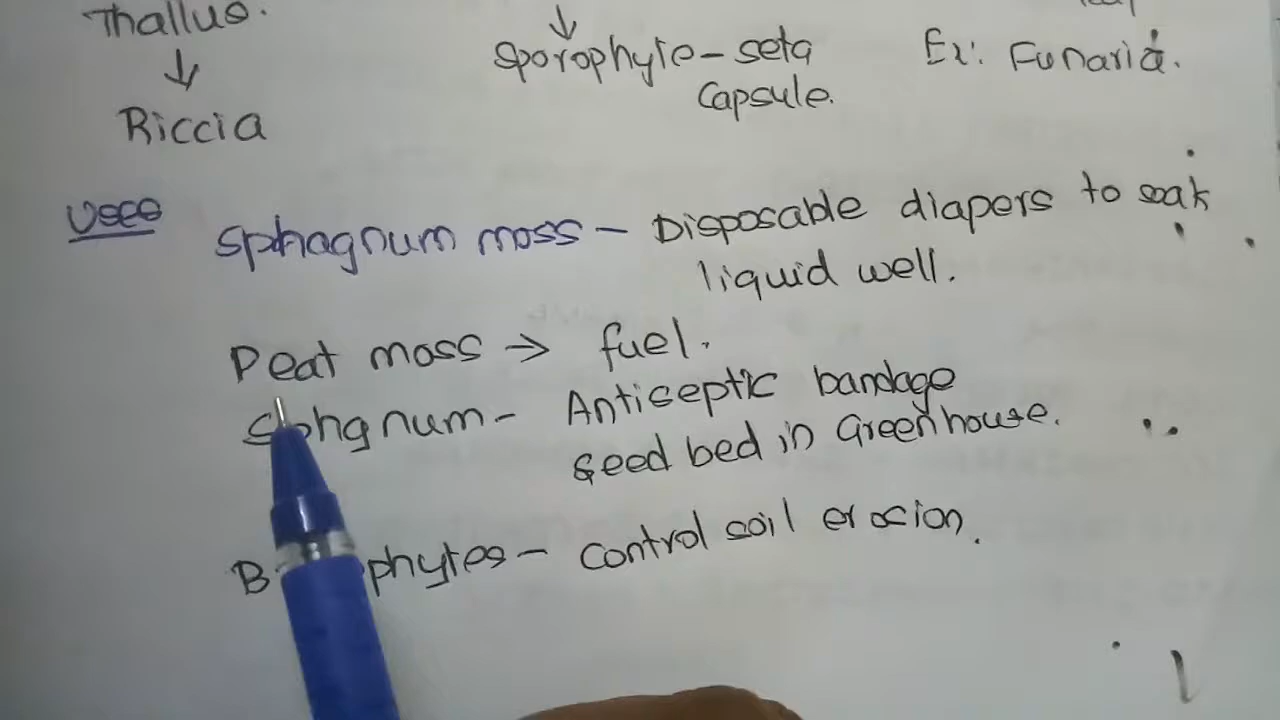 Thallus.
↓
Riccia
↓
Sporophyte - seta
Capsule.
Ex: Funaria.
Uses
Sphagnum moss - Disposable diapers to soak
liquid well.
Peat moss → fuel.
Sphgnum - Antiseptic bandage
seed bed in Greenhouse.
B phytes - Control soil erosion.